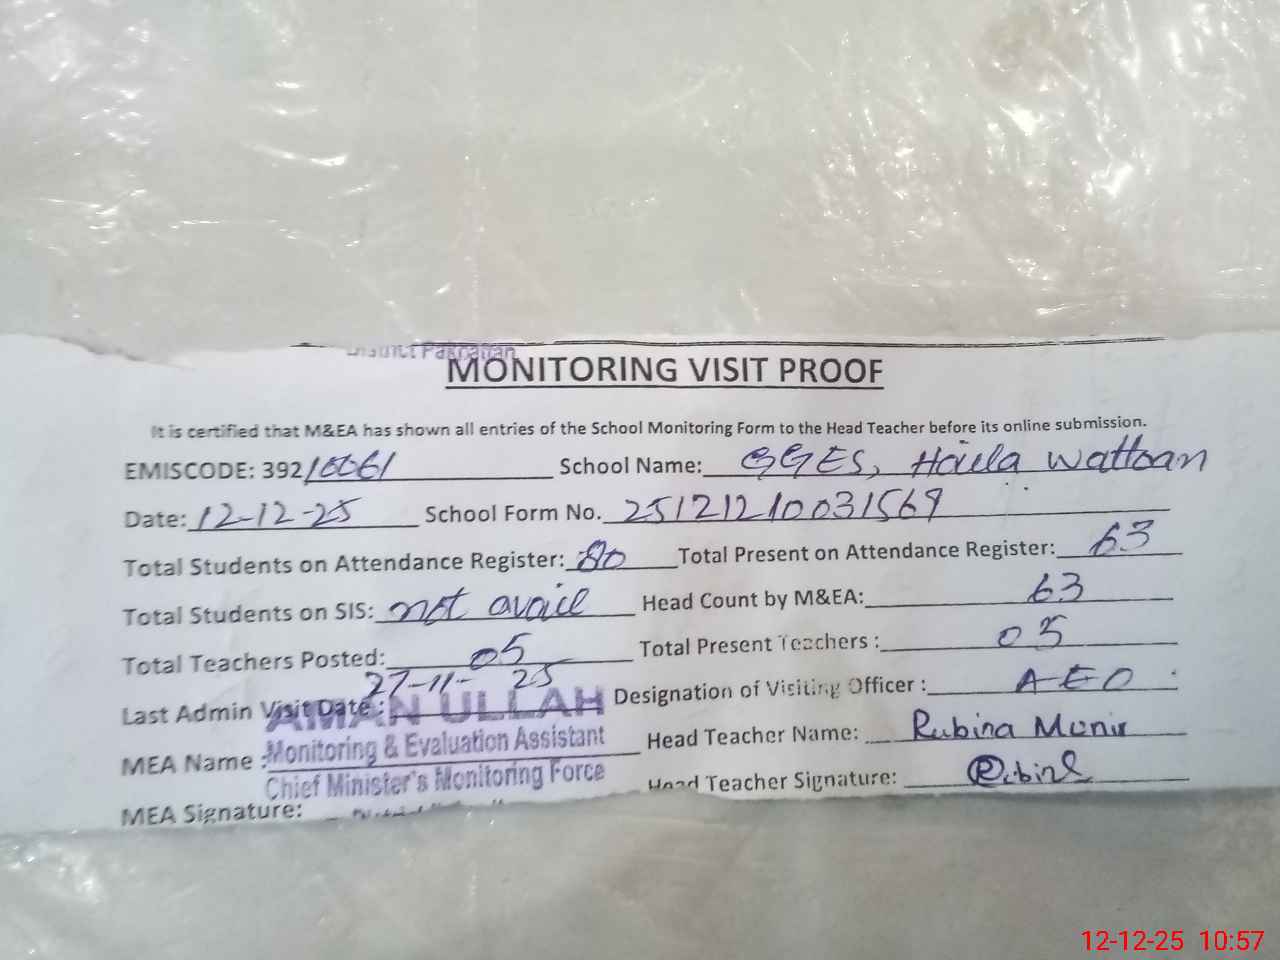 District Pakpattan
MONITORING VISIT PROOF
It is certified that M&EA has shown all entries of the School Monitoring Form to the Head Teacher before its online submission.
EMISCODE: 39210061 School Name: GGES, Haula Wattoan
Date: 12-12-25 School Form No. 25121210031569
Total Students on Attendance Register: 80 Total Present on Attendance Register: 63
Total Students on SIS: not avail Head Count by M&EA: 63
Total Teachers Posted: 05 Total Present Teachers : 05
Last Admin Visit Date : 27-11-25 Designation of Visiting Officer : AEO
AMAN ULLAH
MEA Name : Monitoring & Evaluation Assistant Head Teacher Name: Rubina Munir
Chief Minister's Monitoring Force
MEA Signature: Head Teacher Signature: Rubina
12-12-25 10:57